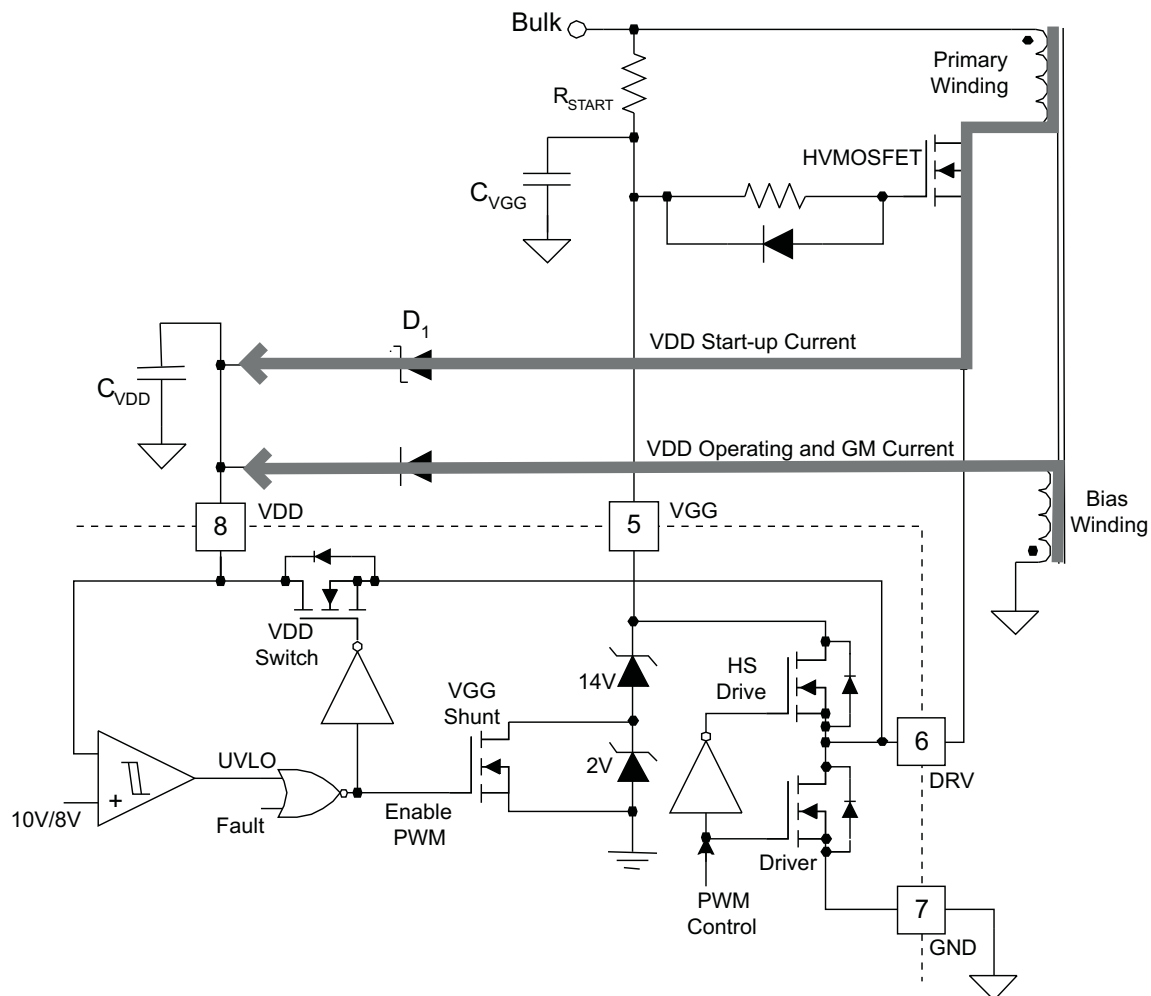 Bulk
Primary
Winding
RSTART
HVMOSFET
CVGG
D1
VDD Start-up Current
CVDD
VDD Operating and GM Current
8
VDD
5
VGG
Bias
Winding
VDD
Switch
VGG
Shunt
14V
HS
Drive
2V
6
DRV
UVLO
+
10V/8V
Fault
Enable
PWM
Driver
PWM
Control
7
GND